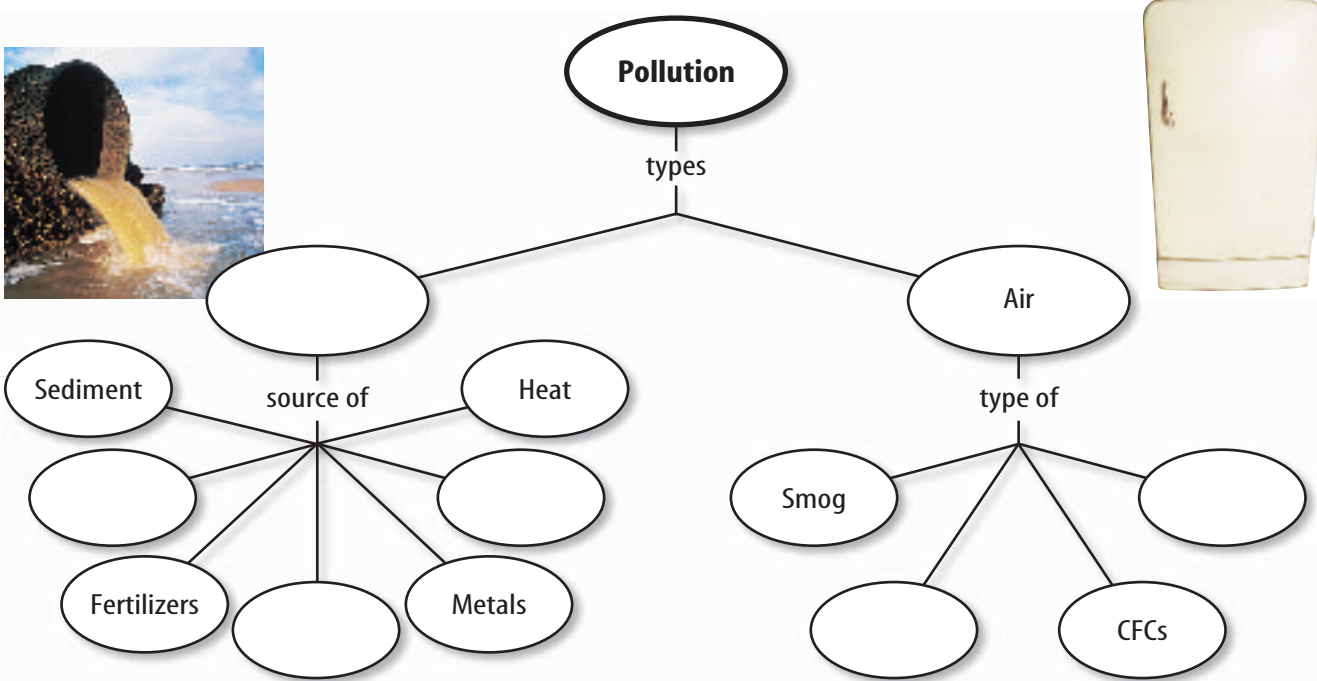 Pollution
types
Air
Sediment
source of
Heat
type of
Smog
Fertilizers
Metals
CFCs